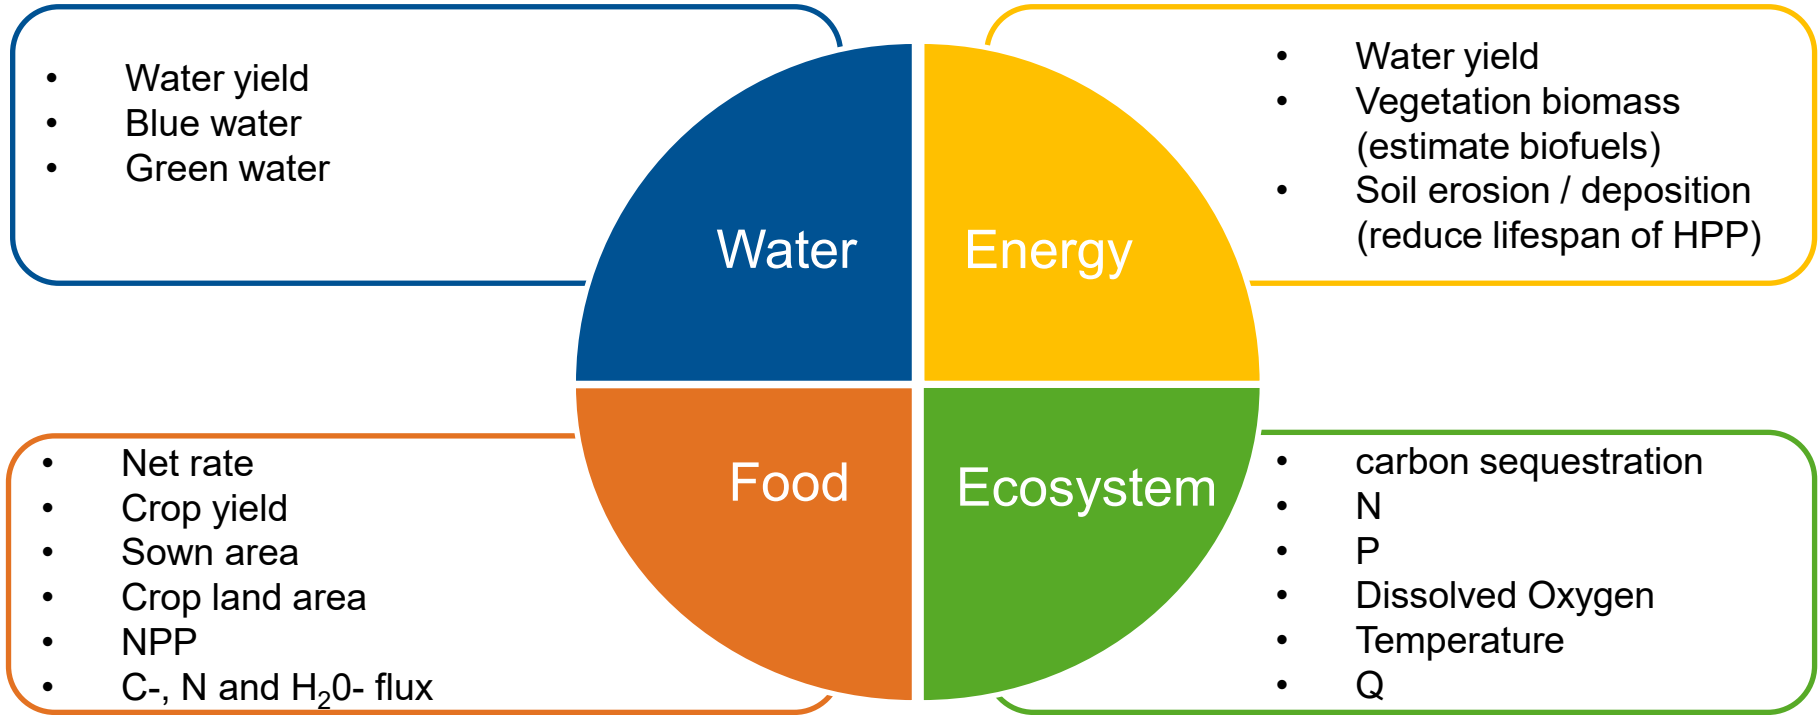 • Water yield
• Blue water
• Green water
Water
• Water yield
• Vegetation biomass
(estimate biofuels)
• Soil erosion / deposition
(reduce lifespan of HPP)
Energy
• Net rate
• Crop yield
• Sown area
• Crop land area
• NPP
• C-, N and H₂0- flux
Food
• carbon sequestration
• N
• P
• Dissolved Oxygen
• Temperature
• Q
Ecosystem